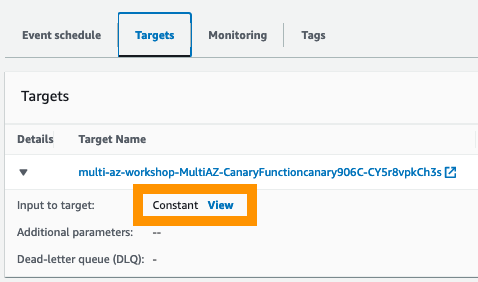 Event schedule Targets Monitoring Tags
Targets
Details Target Name
multi-az-workshop-MultiAZ-CanaryFunctioncanary906C-CY5r8vpkCh3s
Input to target: Constant View
Additional parameters: --
Dead-letter queue (DLQ): -